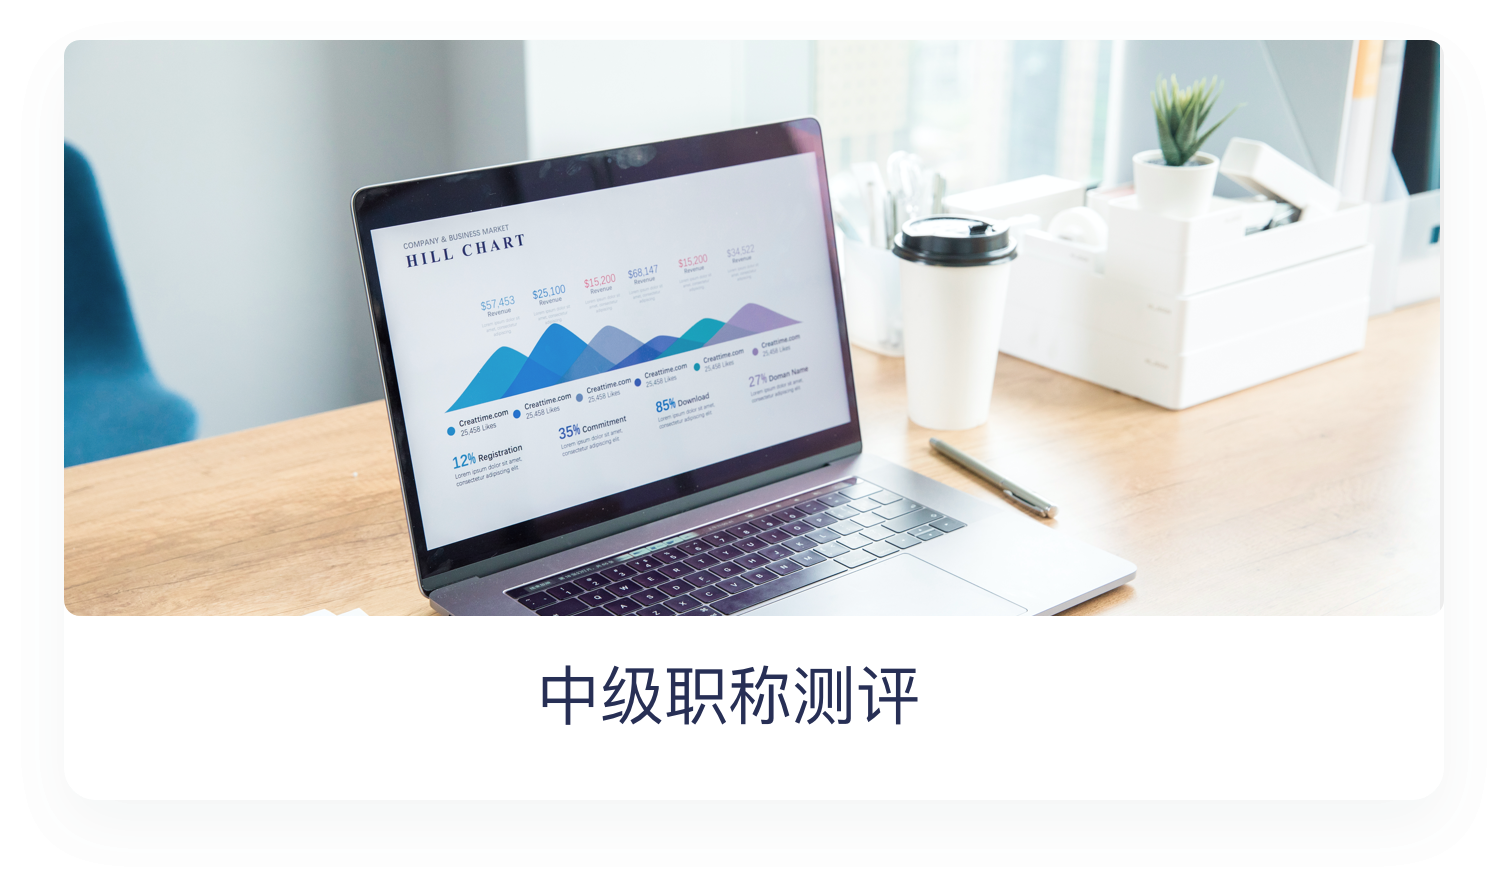 COMPANY & BUSINESS MARKET
HILL CHART
$57,453
Revenue
$25,100
Revenue
$15,200
Revenue
$68,147
Revenue
$15,200
Revenue
$34,522
Revenue
Creattime.com
25,458 Likes
Creattime.com
25,458 Likes
Creattime.com
25,458 Likes
Creattime.com
25,458 Likes
Creattime.com
25,458 Likes
Creattime.com
25,458 Likes
12% Registration
Lorem ipsum dolor sit amet,
consectetur adipiscing elit.
35% Commitment
Lorem ipsum dolor sit amet,
consectetur adipiscing elit.
85% Download
Lorem ipsum dolor sit amet,
consectetur adipiscing elit.
27% Doman Name
Lorem ipsum dolor sit amet,
consectetur adipiscing elit.
中级职称测评